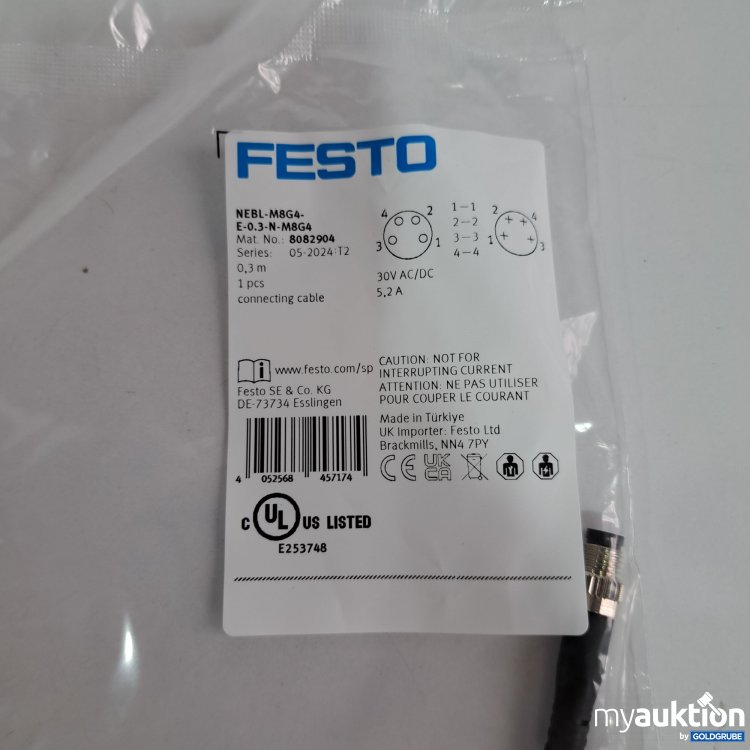 FESTO
NEBL-M8G4-
E-0.3-N-M8G4
Mat. No.: 8082904
Series: 05-2024:T2
0,3 m
1 pcs
connecting cable
4 2 1-1 2 4
2-2
3 1 3-3 1 3
4-4
30V AC/DC
5,2 A
www.festo.com/sp
Festo SE & Co. KG
DE-73734 Esslingen
CAUTION: NOT FOR
INTERRUPTING CURRENT
ATTENTION: NE PAS UTILISER
POUR COUPER LE COURANT
Made in Türkiye
UK Importer: Festo Ltd
Brackmills, NN4 7PY
4 052568 457174
CE UK CA
C UL US LISTED
E253748
myauktion
by GOLDGRUBE